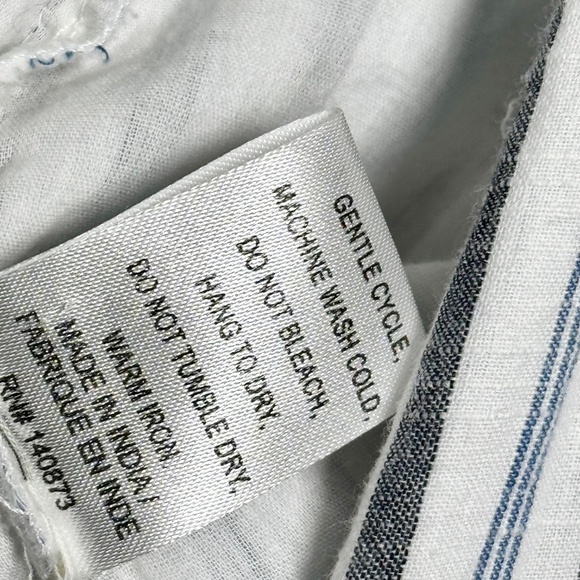 GENTLE CYCLE.
MACHINE WASH COLD,
DO NOT BLEACH,
HANG TO DRY,
DO NOT TUMBLE DRY,
WARM IRON
MADE IN INDIA /
FABRIQUE EN INDE
RN# 140873